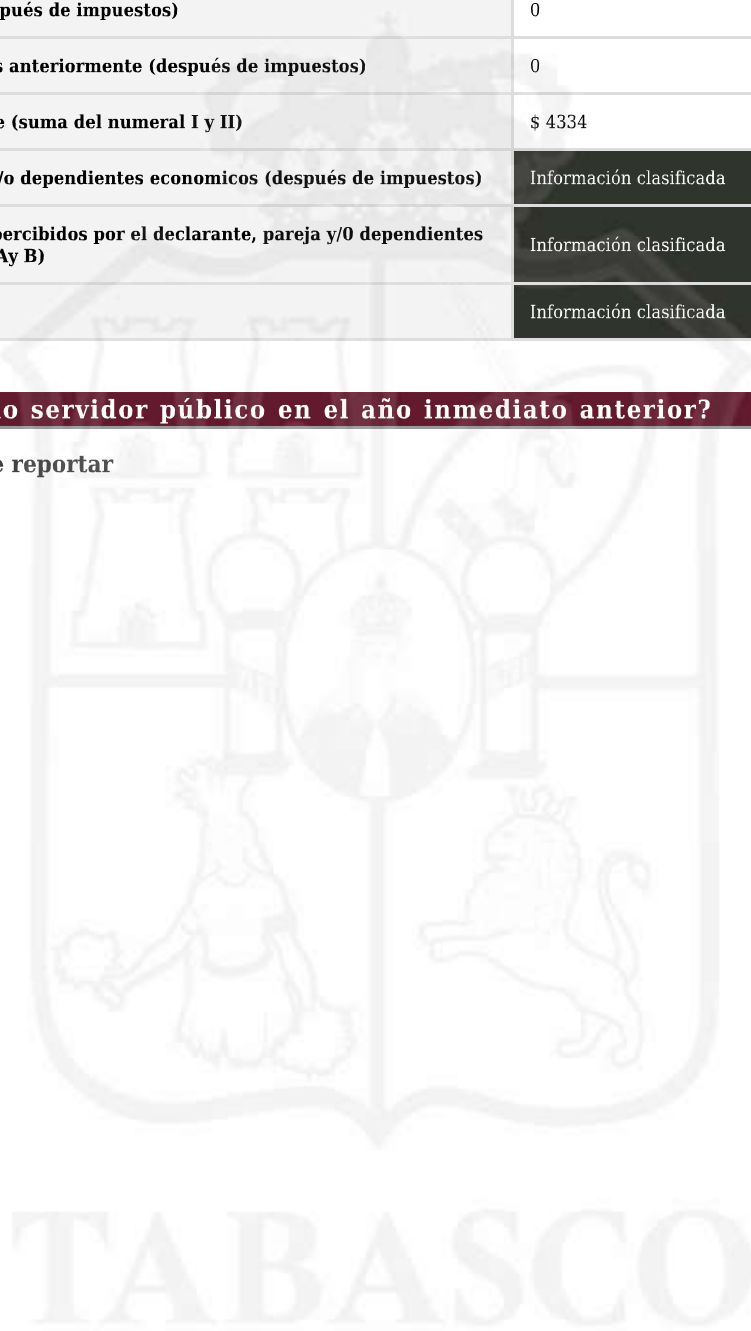 pués de impuestos)
0
s anteriormente (después de impuestos)
0
e (suma del numeral I y II)
$ 4334
/o dependientes economicos (después de impuestos)
Información clasificada
percibidos por el declarante, pareja y/0 dependientes
Ay B)
Información clasificada
Información clasificada
o servidor público en el año inmediato anterior?
e reportar
TABASCO